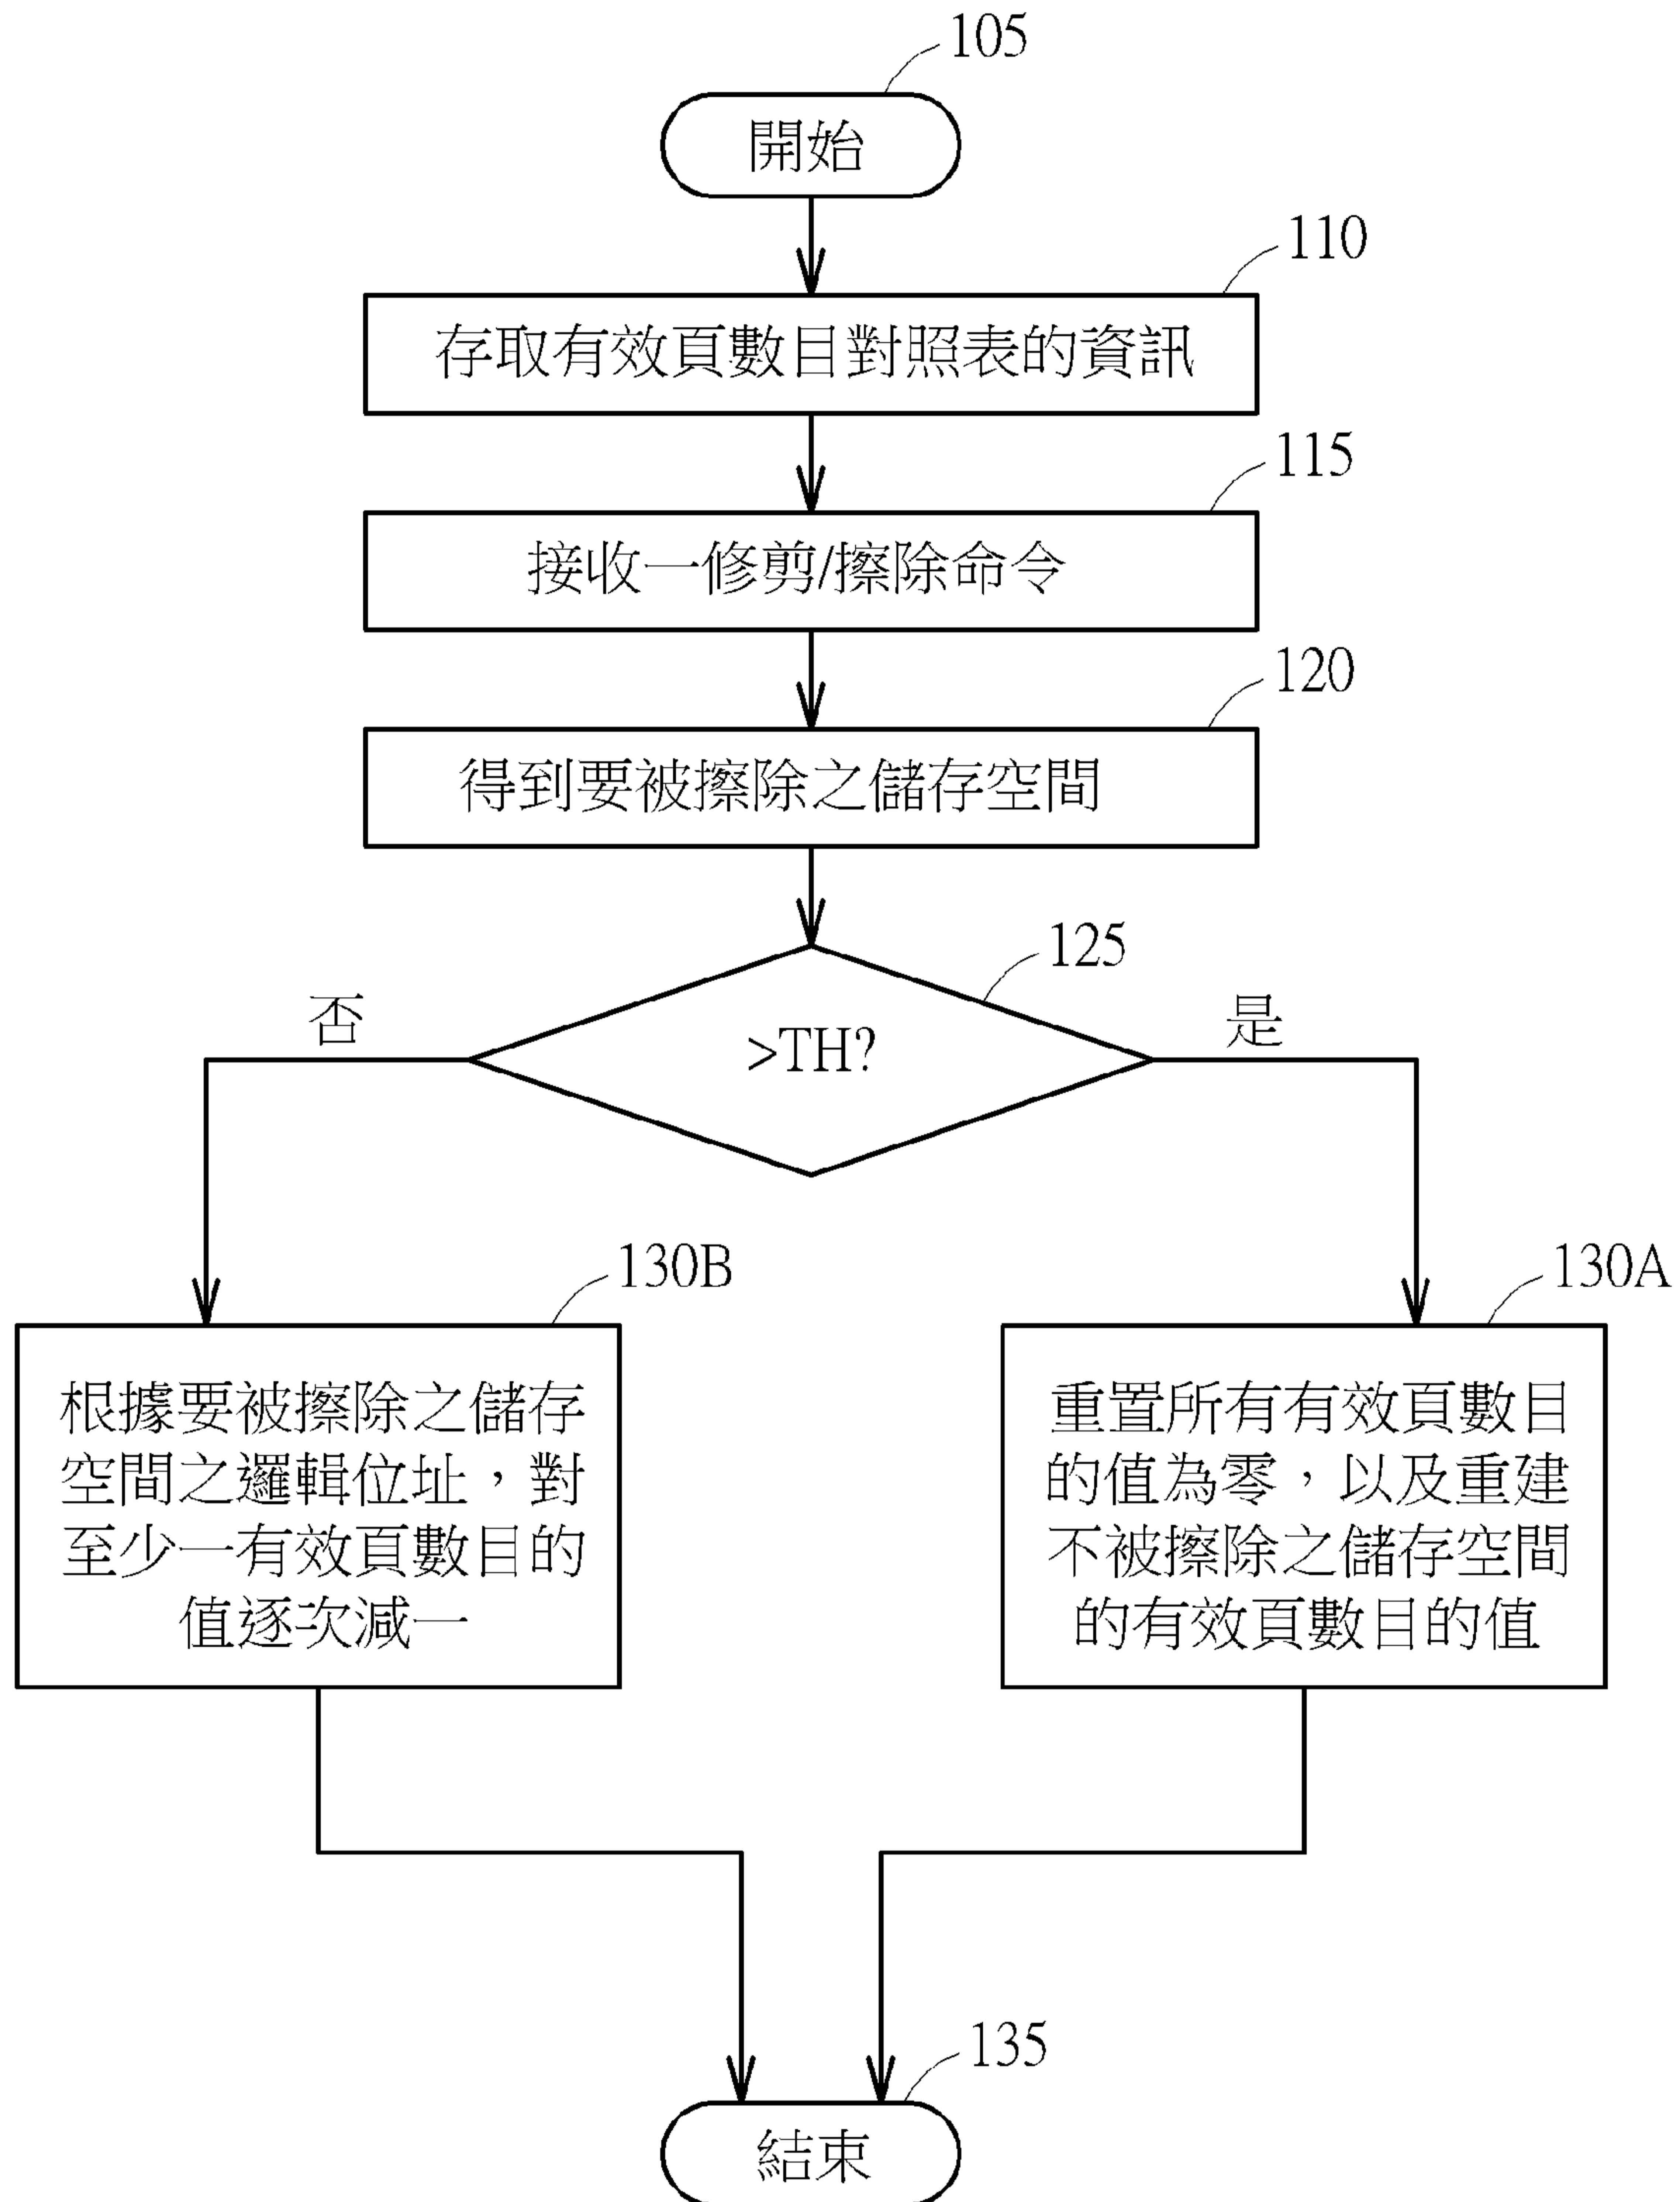 105
開始
110
存取有效頁數目對照表的資訊
115
接收一修剪/擦除命令
120
得到要被擦除之儲存空間
125
>TH?
否
是
130B
根據要被擦除之儲存
空間之邏輯位址，對
至少一有效頁數目的
值逐次減一
130A
重置所有有效頁數目
的值為零，以及重建
不被擦除之儲存空間
的有效頁數目的值
135
結束